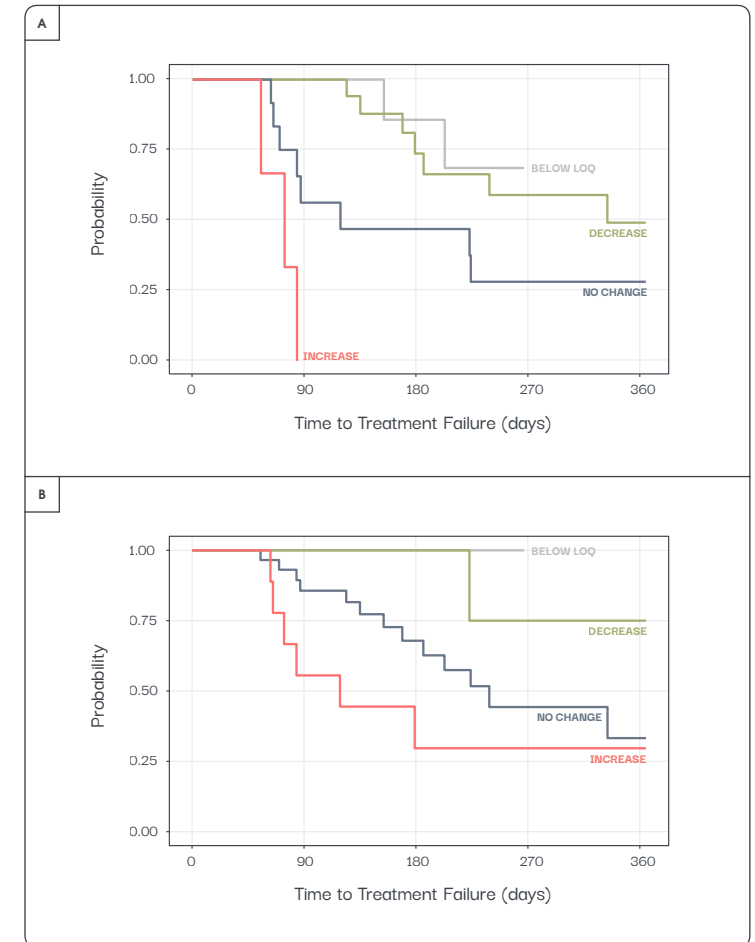 A
1.00
0.75
0.50
0.25
0.00
Probability
BELOW LOQ
DECREASE
NO CHANGE
INCREASE
0 90 180 270 360
Time to Treatment Failure (days)
B
1.00
0.75
0.50
0.25
0.00
Probability
BELOW LOQ
DECREASE
NO CHANGE
INCREASE
0 90 180 270 360
Time to Treatment Failure (days)